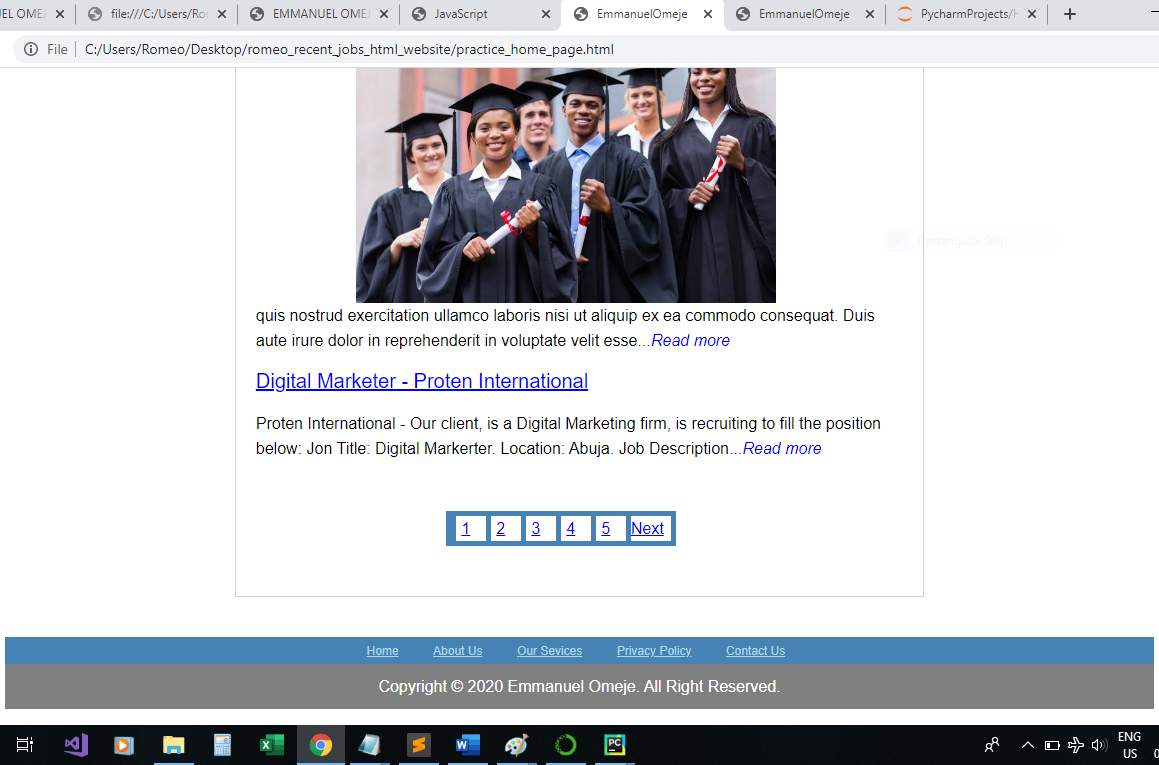 UEL OMEJ
file:///C:/Users/Ro
EMMANUEL OME
JavaScript
EmmanuelOmeje
EmmanuelOmeje
PycharmProjects/
File
C:/Users/Romeo/Desktop/romeo_recent_jobs_html_website/practice_home_page.html
Rectangular Snip
quis nostrud exercitation ullamco laboris nisi ut aliquip ex ea commodo consequat. Duis
aute irure dolor in reprehenderit in voluptate velit esse...Read more
Digital Marketer - Proten International
Proten International - Our client, is a Digital Marketing firm, is recruiting to fill the position
below: Jon Title: Digital Markerter. Location: Abuja. Job Description...Read more
1 2 3 4 5 Next
Home About Us Our Sevices Privacy Policy Contact Us
Copyright © 2020 Emmanuel Omeje. All Right Reserved.
ENG
US